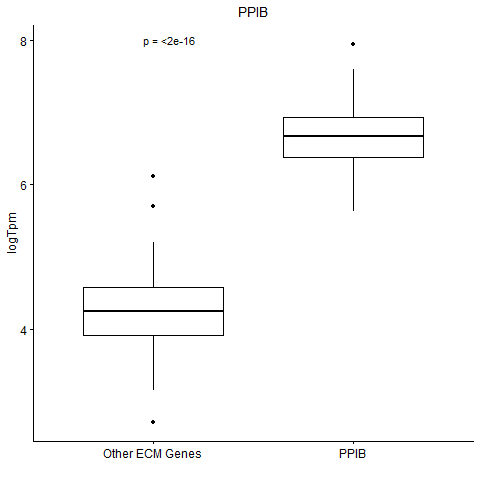 PPIB
p = <2e-16
8
6
4
logTpm
Other ECM Genes
PPIB